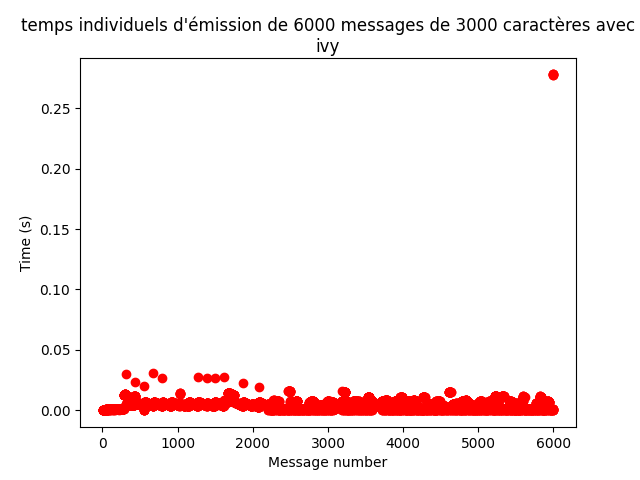 temps individuels d'émission de 6000 messages de 3000 caractères avec
ivy
0.25
0.20
0.15
0.10
0.05
0.00
Time (s)
0 1000 2000 3000 4000 5000 6000
Message number